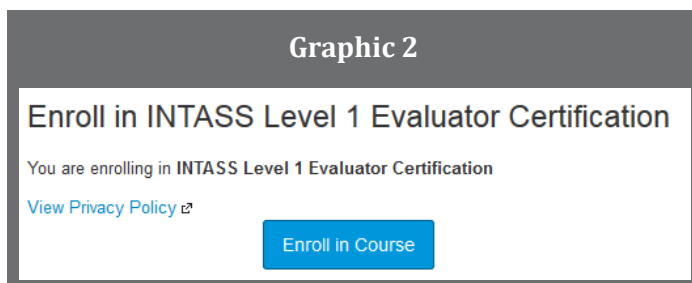 Graphic 2
Enroll in INTASS Level 1 Evaluator Certification
You are enrolling in INTASS Level 1 Evaluator Certification
View Privacy Policy
Enroll in Course